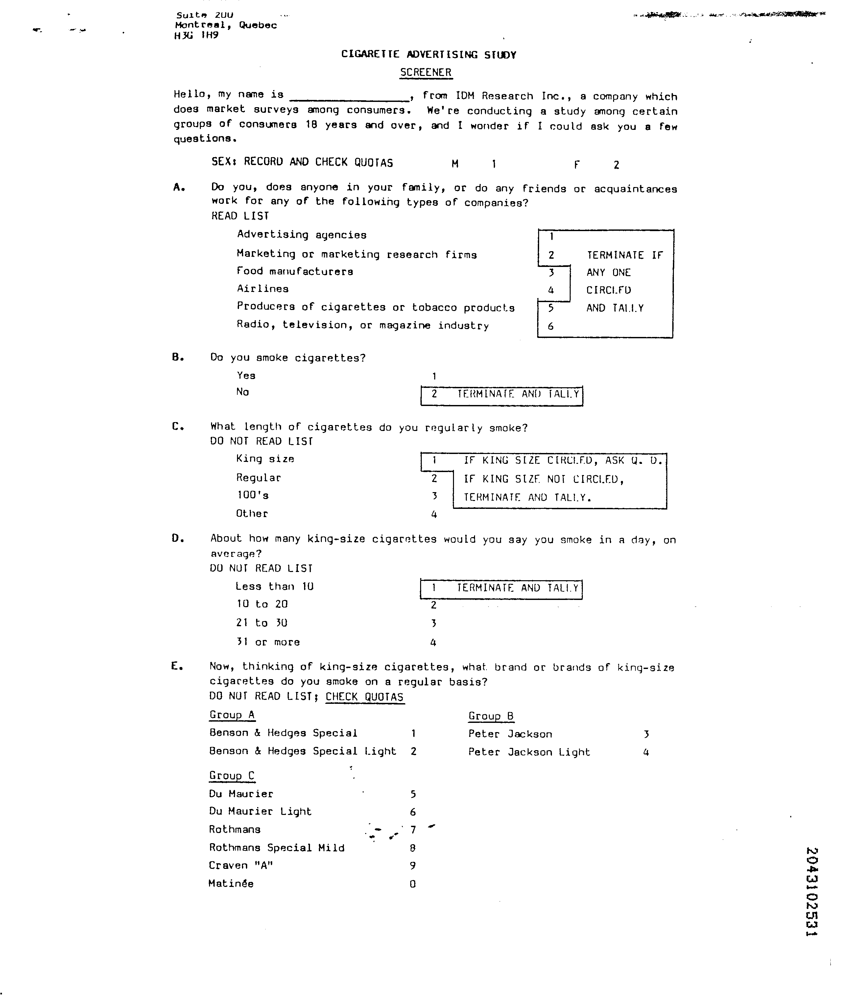 Suite 200
Montreal, Quebec
H3G 1H9
CIGARETTE ADVERTISING STUDY
SCREENER
Hello, my name is __________________, from IDM Research Inc., a company which
does market surveys among consumers. We're conducting a study among certain
groups of consumers 18 years and over, and I wonder if I could ask you a few
questions.
SEX: RECORD AND CHECK QUOTAS M 1 F 2
A. Do you, does anyone in your family, or do any friends or acquaintances
work for any of the following types of companies?
READ LIST
Advertising agencies 1
Marketing or marketing research firms 2 TERMINATE IF
Food manufacturers 3 ANY ONE
Airlines 4 CIRCLED
Producers of cigarettes or tobacco products 5 AND TALLY
Radio, television, or magazine industry 6
B. Do you smoke cigarettes?
Yes 1
No 2 TERMINATE AND TALLY
C. What length of cigarettes do you regularly smoke?
DO NOT READ LIST
King size 1 IF KING SIZE CIRCLED, ASK Q. D.
Regular 2 IF KING SIZE NOT CIRCLED,
100's 3 TERMINATE AND TALLY.
Other 4
D. About how many king-size cigarettes would you say you smoke in a day, on
average?
DO NOT READ LIST
Less than 10 1 TERMINATE AND TALLY
10 to 20 2
21 to 30 3
31 or more 4
E. Now, thinking of king-size cigarettes, what brand or brands of king-size
cigarettes do you smoke on a regular basis?
DO NOT READ LIST; CHECK QUOTAS
Group A Group B
Benson & Hedges Special 1 Peter Jackson 3
Benson & Hedges Special Light 2 Peter Jackson Light 4
Group C
Du Maurier 5
Du Maurier Light 6
Rothmans 7
Rothmans Special Mild 8
Craven "A" 9
Matinée 0
2043102531